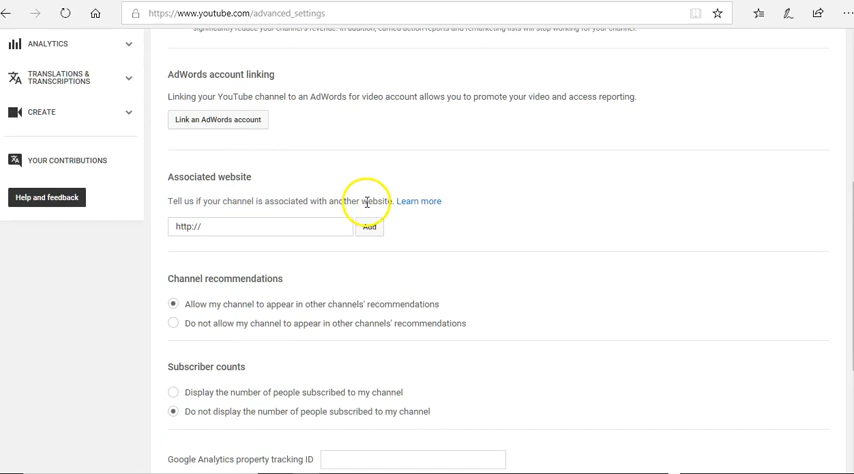 https://www.youtube.com/advanced_settings
significantly reduce your channel's revenue. In addition, earned action reports and remarketing lists will stop working for your channel.
ANALYTICS
TRANSLATIONS &
TRANSCRIPTIONS
CREATE
YOUR CONTRIBUTIONS
Help and feedback
AdWords account linking
Linking your YouTube channel to an AdWords for video account allows you to promote your video and access reporting.
Link an AdWords account
Associated website
Tell us if your channel is associated with another website. Learn more
http://
Add
Channel recommendations
Allow my channel to appear in other channels' recommendations
Do not allow my channel to appear in other channels' recommendations
Subscriber counts
Display the number of people subscribed to my channel
Do not display the number of people subscribed to my channel
Google Analytics property tracking ID